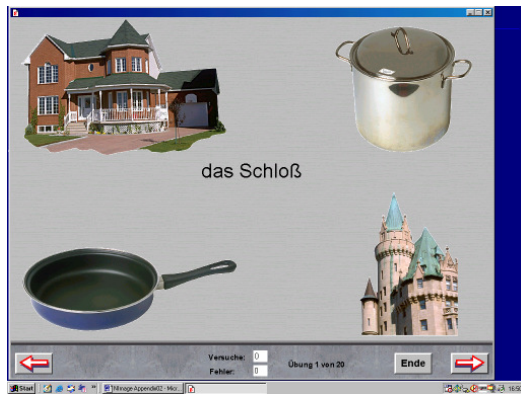 das Schloß
Versuche: 0
Fehler: 0
Übung 1 von 20
Ende
Start